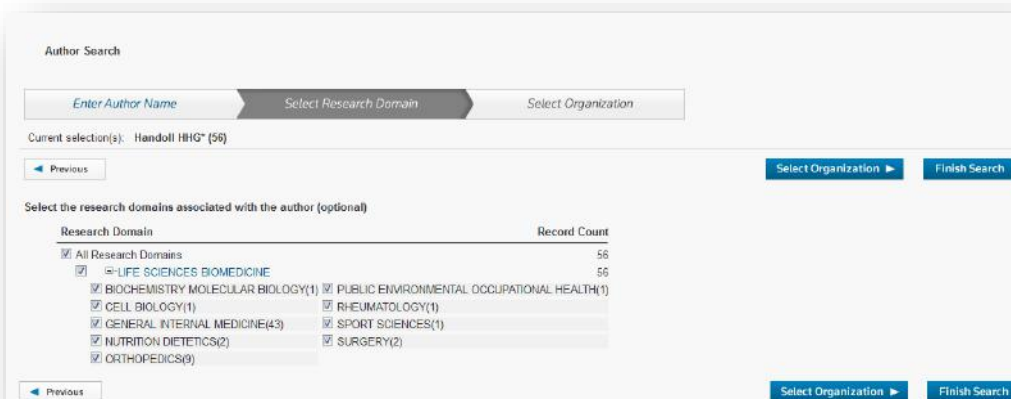 Author Search
Enter Author Name Select Research Domain Select Organization
Current selection(s): Handoll HHG* (56)
Previous Select Organization Finish Search
Select the research domains associated with the author (optional)
Research Domain Record Count
All Research Domains 56
LIFE SCIENCES BIOMEDICINE 56
BIOCHEMISTRY MOLECULAR BIOLOGY(1) PUBLIC ENVIRONMENTAL OCCUPATIONAL HEALTH(1)
CELL BIOLOGY(1) RHEUMATOLOGY(1)
GENERAL INTERNAL MEDICINE(43) SPORT SCIENCES(1)
NUTRITION DIETETICS(2) SURGERY(2)
ORTHOPEDICS(9)
Previous Select Organization Finish Search